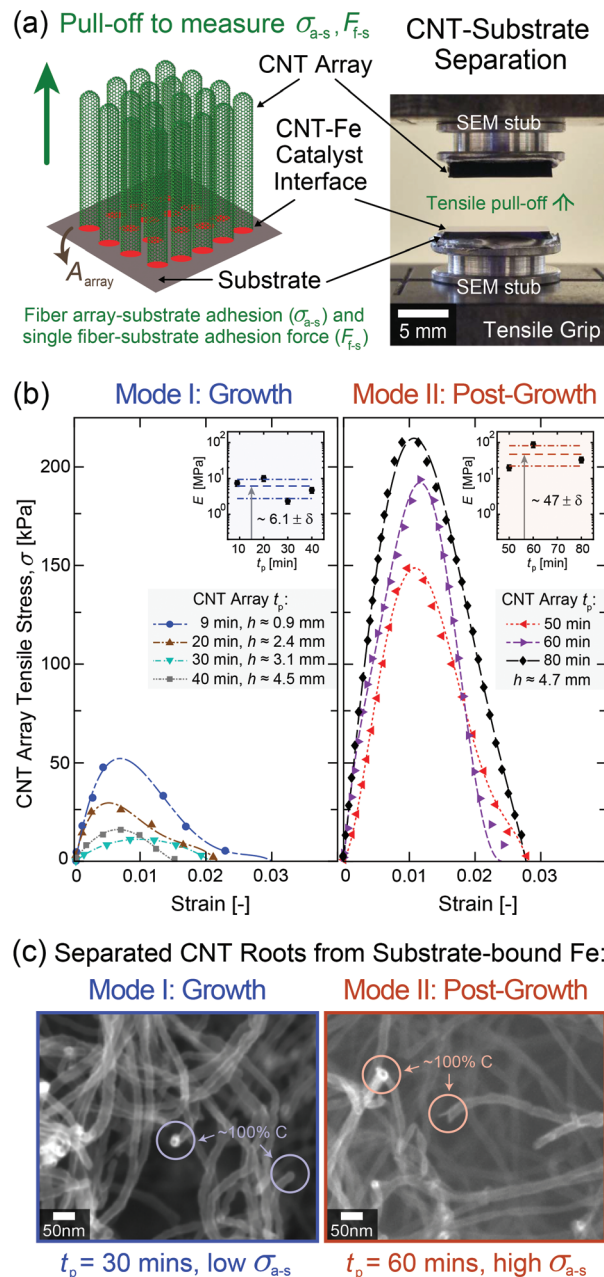 (a) Pull-off to measure σa-s, Ff-s
CNT Array
CNT-Fe
Catalyst
Interface
Aarray
Substrate
Fiber array-substrate adhesion (σa-s) and
single fiber-substrate adhesion force (Ff-s)
CNT-Substrate
Separation
SEM stub
Tensile pull-off
SEM stub
5 mm
Tensile Grip
(b)
Mode I: Growth
Mode II: Post-Growth
CNT Array Tensile Stress, σ [kPa]
200
150
100
50
0
0
0.01
0.02
0.03
Strain [-]
E [MPa]
10²
10¹
10⁰
~ 6.1 ± δ
10
20
30
40
tp [min]
CNT Array tp:
9 min, h ≈ 0.9 mm
20 min, h ≈ 2.4 mm
30 min, h ≈ 3.1 mm
40 min, h ≈ 4.5 mm
E [MPa]
10²
10¹
10⁰
~ 47 ± δ
50
60
70
80
tp [min]
CNT Array tp:
50 min
60 min
80 min
h ≈ 4.7 mm
0
0.01
0.02
0.03
Strain [-]
(c) Separated CNT Roots from Substrate-bound Fe:
Mode I: Growth
Mode II: Post-Growth
~100% C
50nm
~100% C
50nm
tp = 30 mins, low σa-s
tp = 60 mins, high σa-s